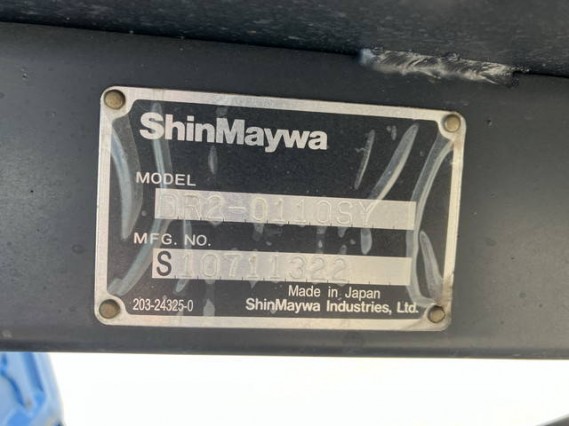 ShinMaywa
MODEL
DR2-0110SY
MFG. NO.
S10711322
Made in Japan
203-24325-0 ShinMaywa Industries, Ltd.